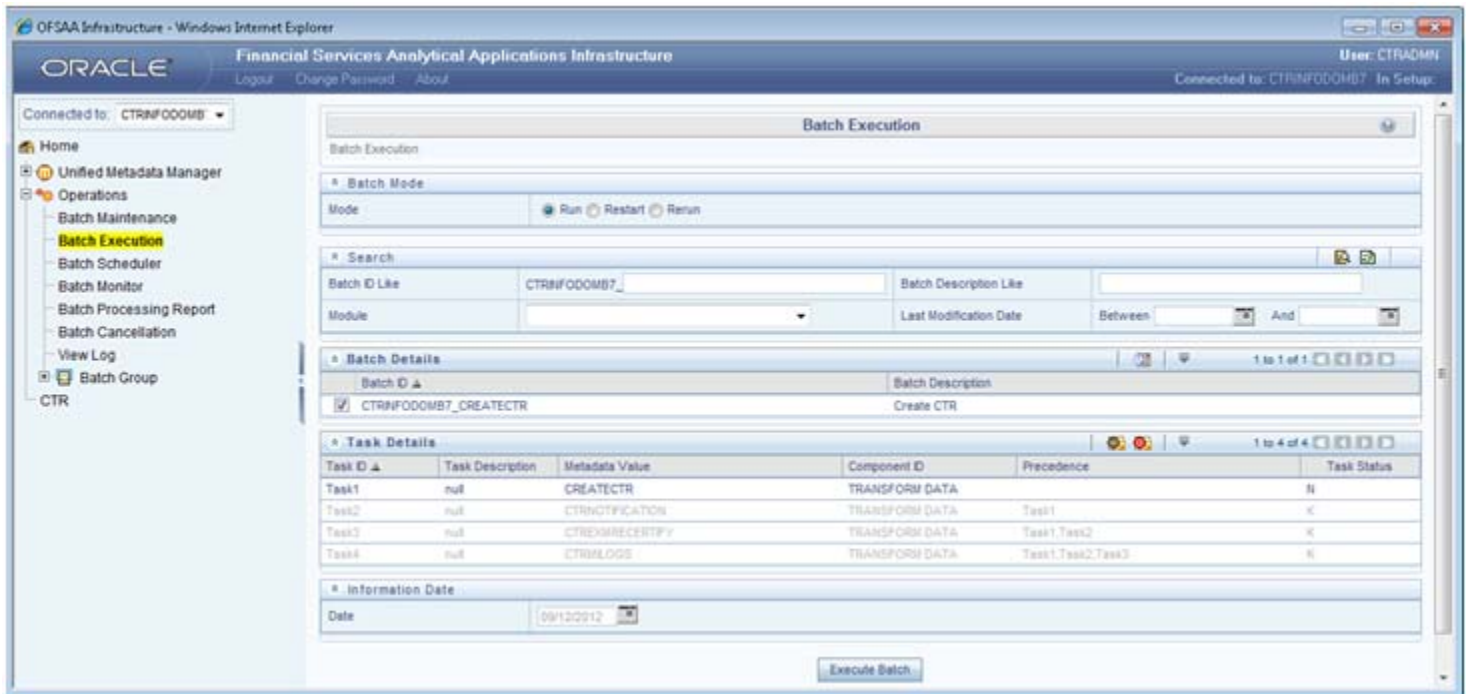 OFSAA Infrastructure - Windows Internet Explorer
ORACLE
Financial Services Analytical Applications Infrastructure
User: CTRADMN
Logout Change Password About
Connected to: CTRINFODOMB7 In Setup:
Connected to: CTRINFODOMB
Home
Unified Metadata Manager
Operations
Batch Maintenance
Batch Execution
Batch Scheduler
Batch Monitor
Batch Processing Report
Batch Cancellation
View Log
Batch Group
CTR
Batch Execution
Batch Execution
Batch Mode
Mode Run Restart Rerun
Search
Batch ID Like CTRINFODOMB7_ Batch Description Like
Module Last Modification Date Between And
Batch Details 1 to 1 of 1
Batch ID Batch Description
CTRINFODOMB7_CREATECTR Create CTR
Task Details 1 to 4 of 4
Task ID Task Description Metadata Value Component ID Precedence Task Status
Task1 null CREATECTR TRANSFORM DATA N
Task2 null CTRNOTIFICATION TRANSFORM DATA Task1 K
Task3 null CTREXMRECERTIFY TRANSFORM DATA Task1,Task2 K
Task4 null TRANSFORM DATA Task1,Task2,Task3
Information Date
Date 09/12/2012
Execute Batch